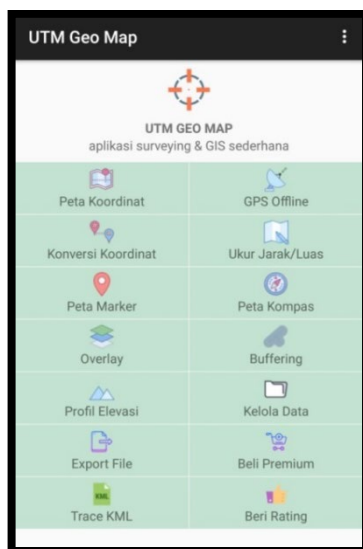 UTM Geo Map
UTM GEO MAP
aplikasi surveying & GIS sederhana
Peta Koordinat
GPS Offline
Konversi Koordinat
Ukur Jarak/Luas
Peta Marker
Peta Kompas
Overlay
Buffering
Profil Elevasi
Kelola Data
Export File
Beli Premium
KML
Trace KML
Beri Rating